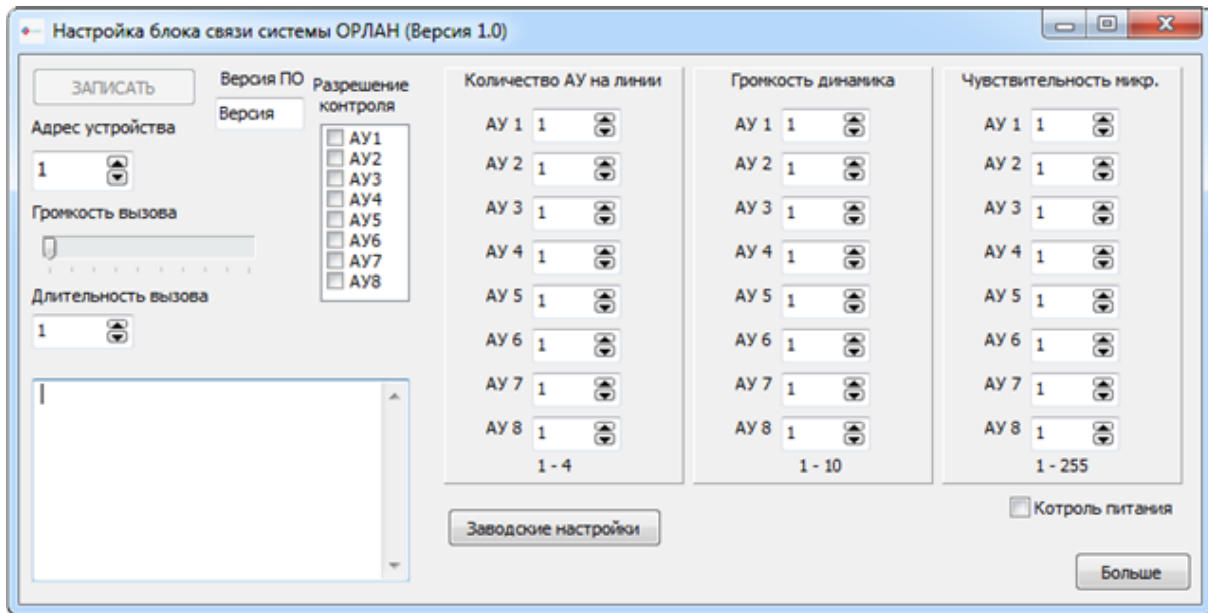 Настройка блока связи системы ОРЛАН (Версия 1.0)
ЗАПИСАТЬ
Версия ПО
Версия
Разрешение
контроля
АУ1
АУ2
АУ3
АУ4
АУ5
АУ6
АУ7
АУ8
Адрес устройства
1
Громкость вызова
Длительность вызова
1
Количество АУ на линии
АУ 1 1
АУ 2 1
АУ 3 1
АУ 4 1
АУ 5 1
АУ 6 1
АУ 7 1
АУ 8 1
1 - 4
Громкость динамика
АУ 1 1
АУ 2 1
АУ 3 1
АУ 4 1
АУ 5 1
АУ 6 1
АУ 7 1
АУ 8 1
1 - 10
Чувствительность микр.
АУ 1 1
АУ 2 1
АУ 3 1
АУ 4 1
АУ 5 1
АУ 6 1
АУ 7 1
АУ 8 1
1 - 255
Заводские настройки
Котроль питания
Больше